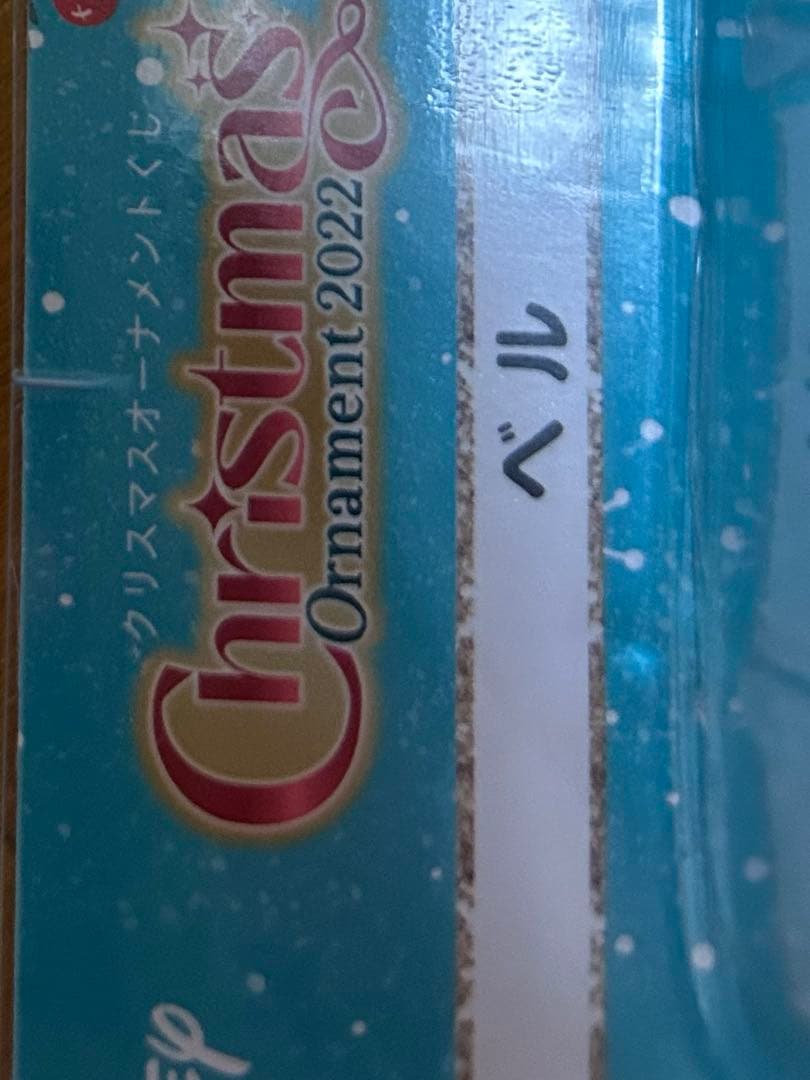 クリスマスオーナメントくじ
Christmas
Ornament 2022
ベル